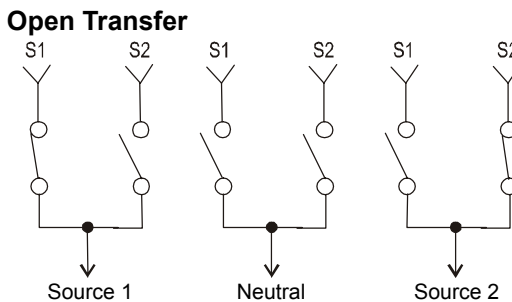 Open Transfer
S1 S2 S1 S2 S1 S2
Source 1 Neutral Source 2